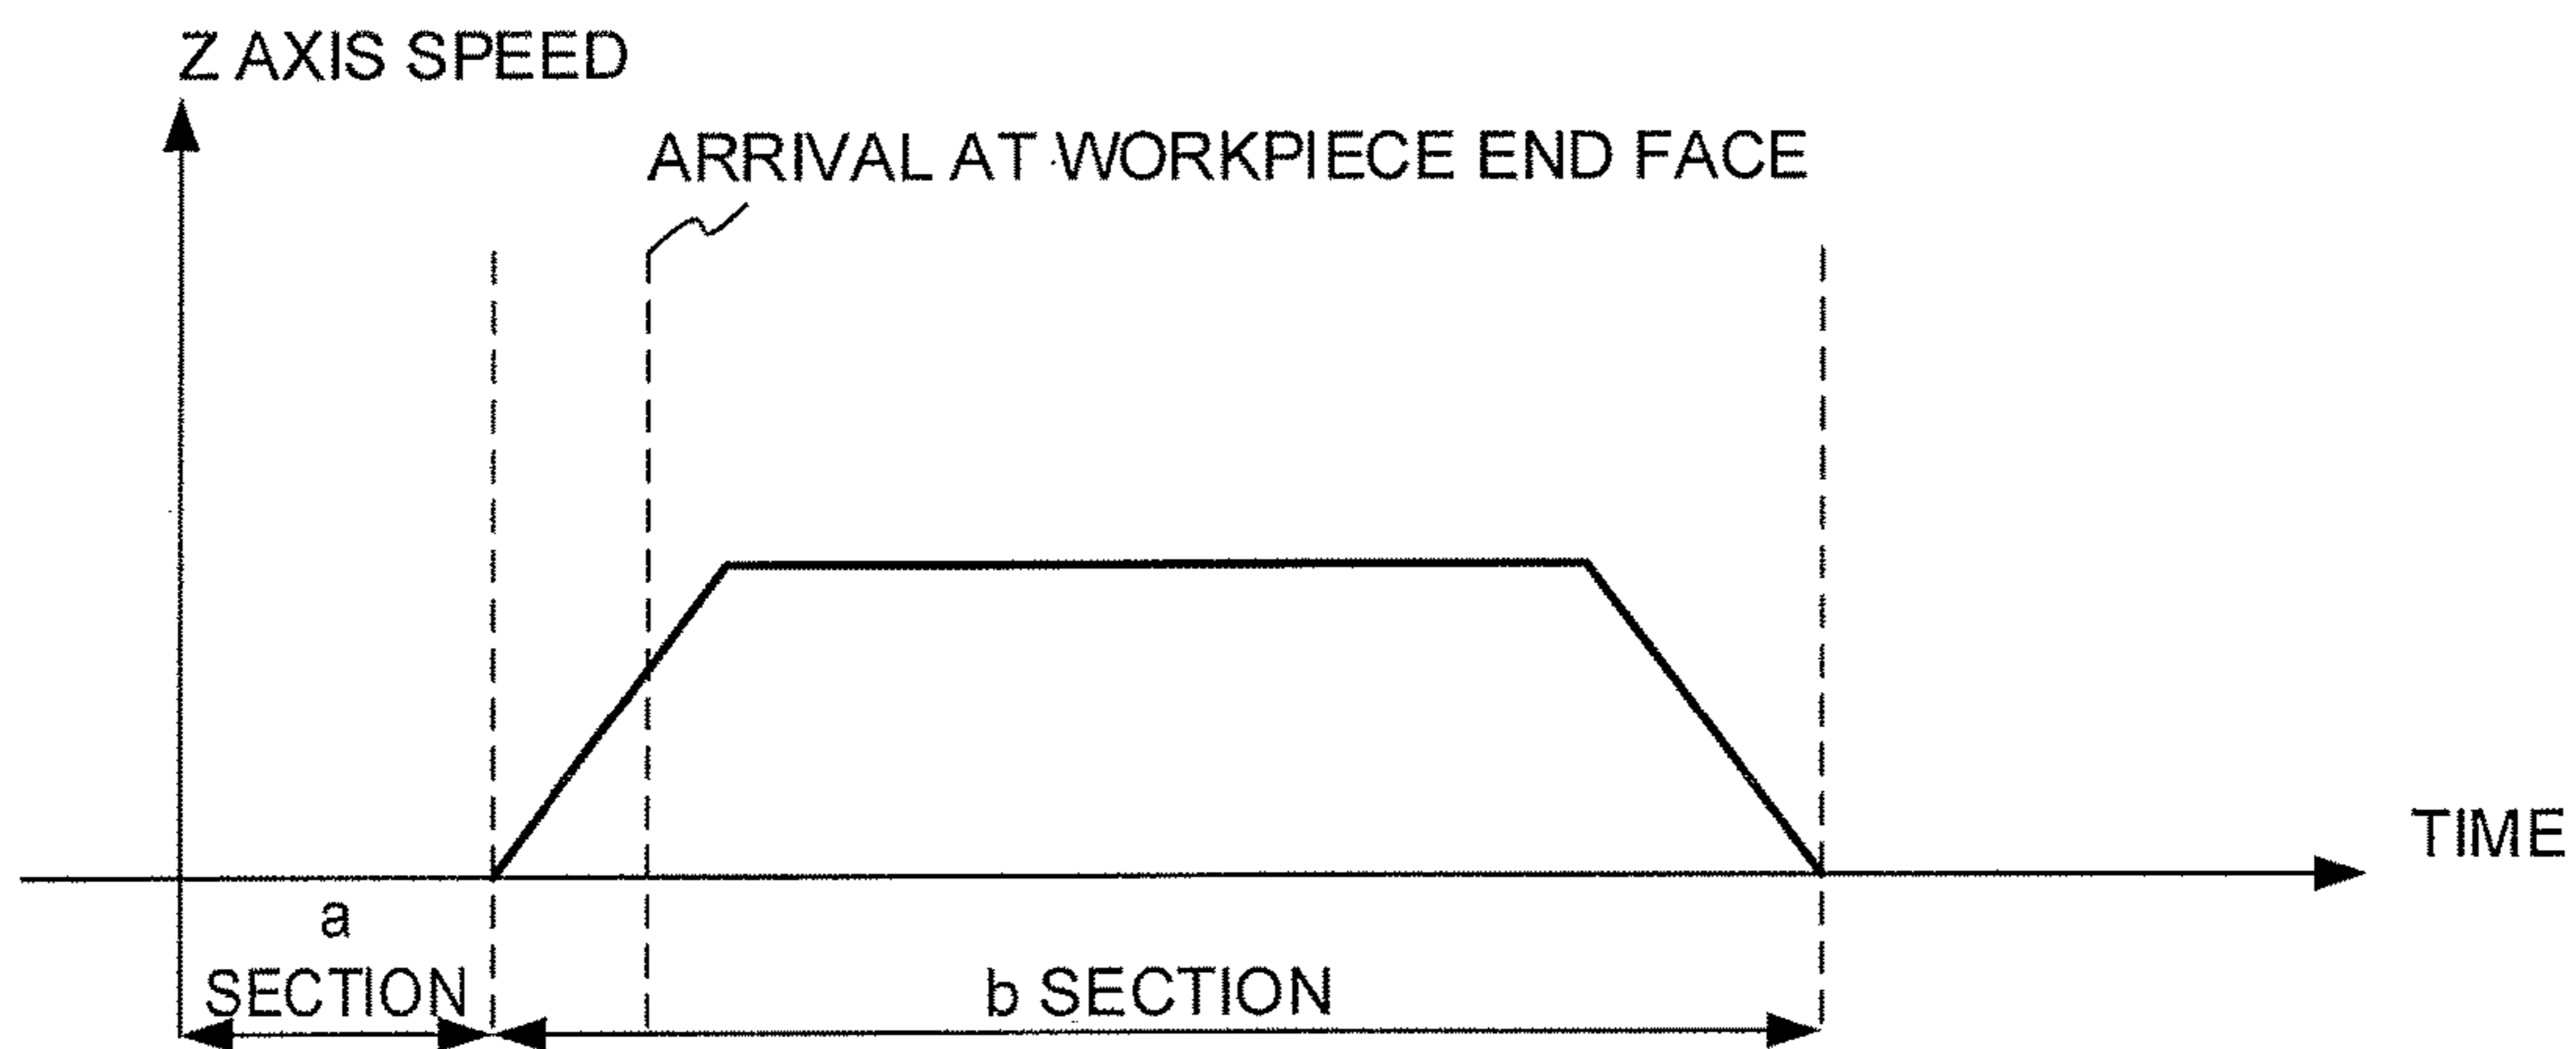 Z AXIS SPEED
ARRIVAL AT WORKPIECE END FACE
TIME
a
SECTION
b SECTION